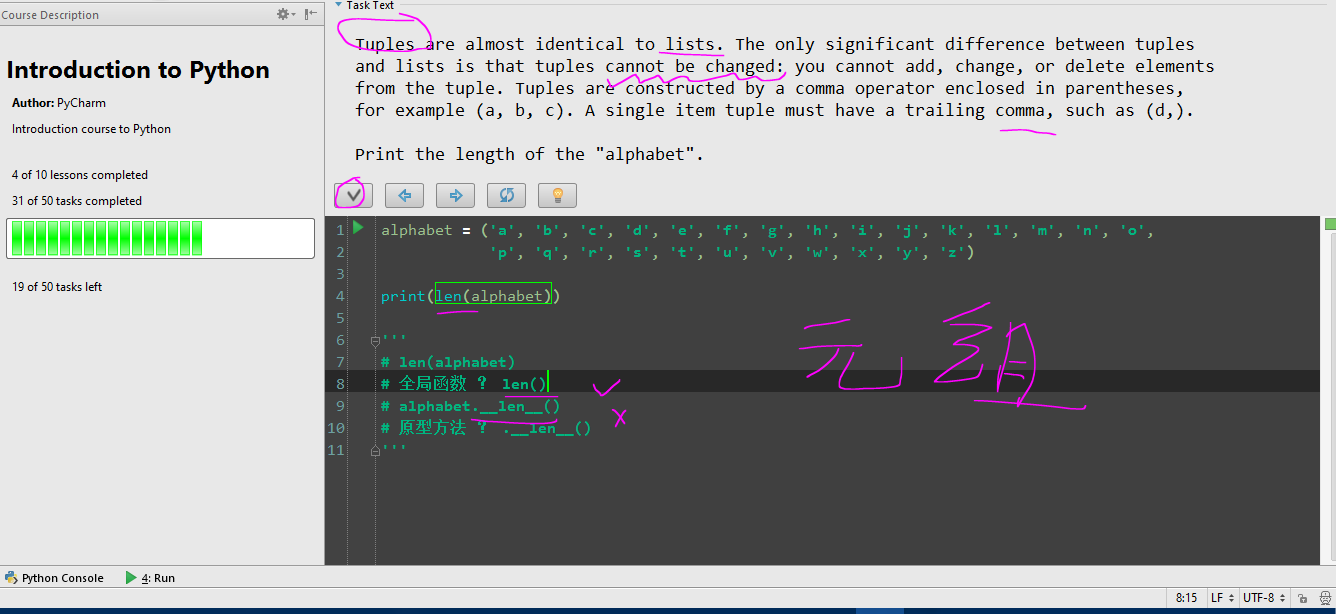 Course Description
Introduction to Python
Author: PyCharm
Introduction course to Python
4 of 10 lessons completed
31 of 50 tasks completed
19 of 50 tasks left
Task Text
Tuples are almost identical to lists. The only significant difference between tuples
and lists is that tuples cannot be changed: you cannot add, change, or delete elements
from the tuple. Tuples are constructed by a comma operator enclosed in parentheses,
for example (a, b, c). A single item tuple must have a trailing comma, such as (d,).
Print the length of the "alphabet".
1 alphabet = ('a', 'b', 'c', 'd', 'e', 'f', 'g', 'h', 'i', 'j', 'k', 'l', 'm', 'n', 'o',
2 'p', 'q', 'r', 's', 't', 'u', 'v', 'w', 'x', 'y', 'z')
3
4 print(len(alphabet))
5
6 '''
7 # len(alphabet)
8 # 全局函数 ? len()
9 # alphabet.__len__()
10 # 原型方法 ? .__len__()
11 '''
元组
Python Console 4: Run
8:15 LF UTF-8